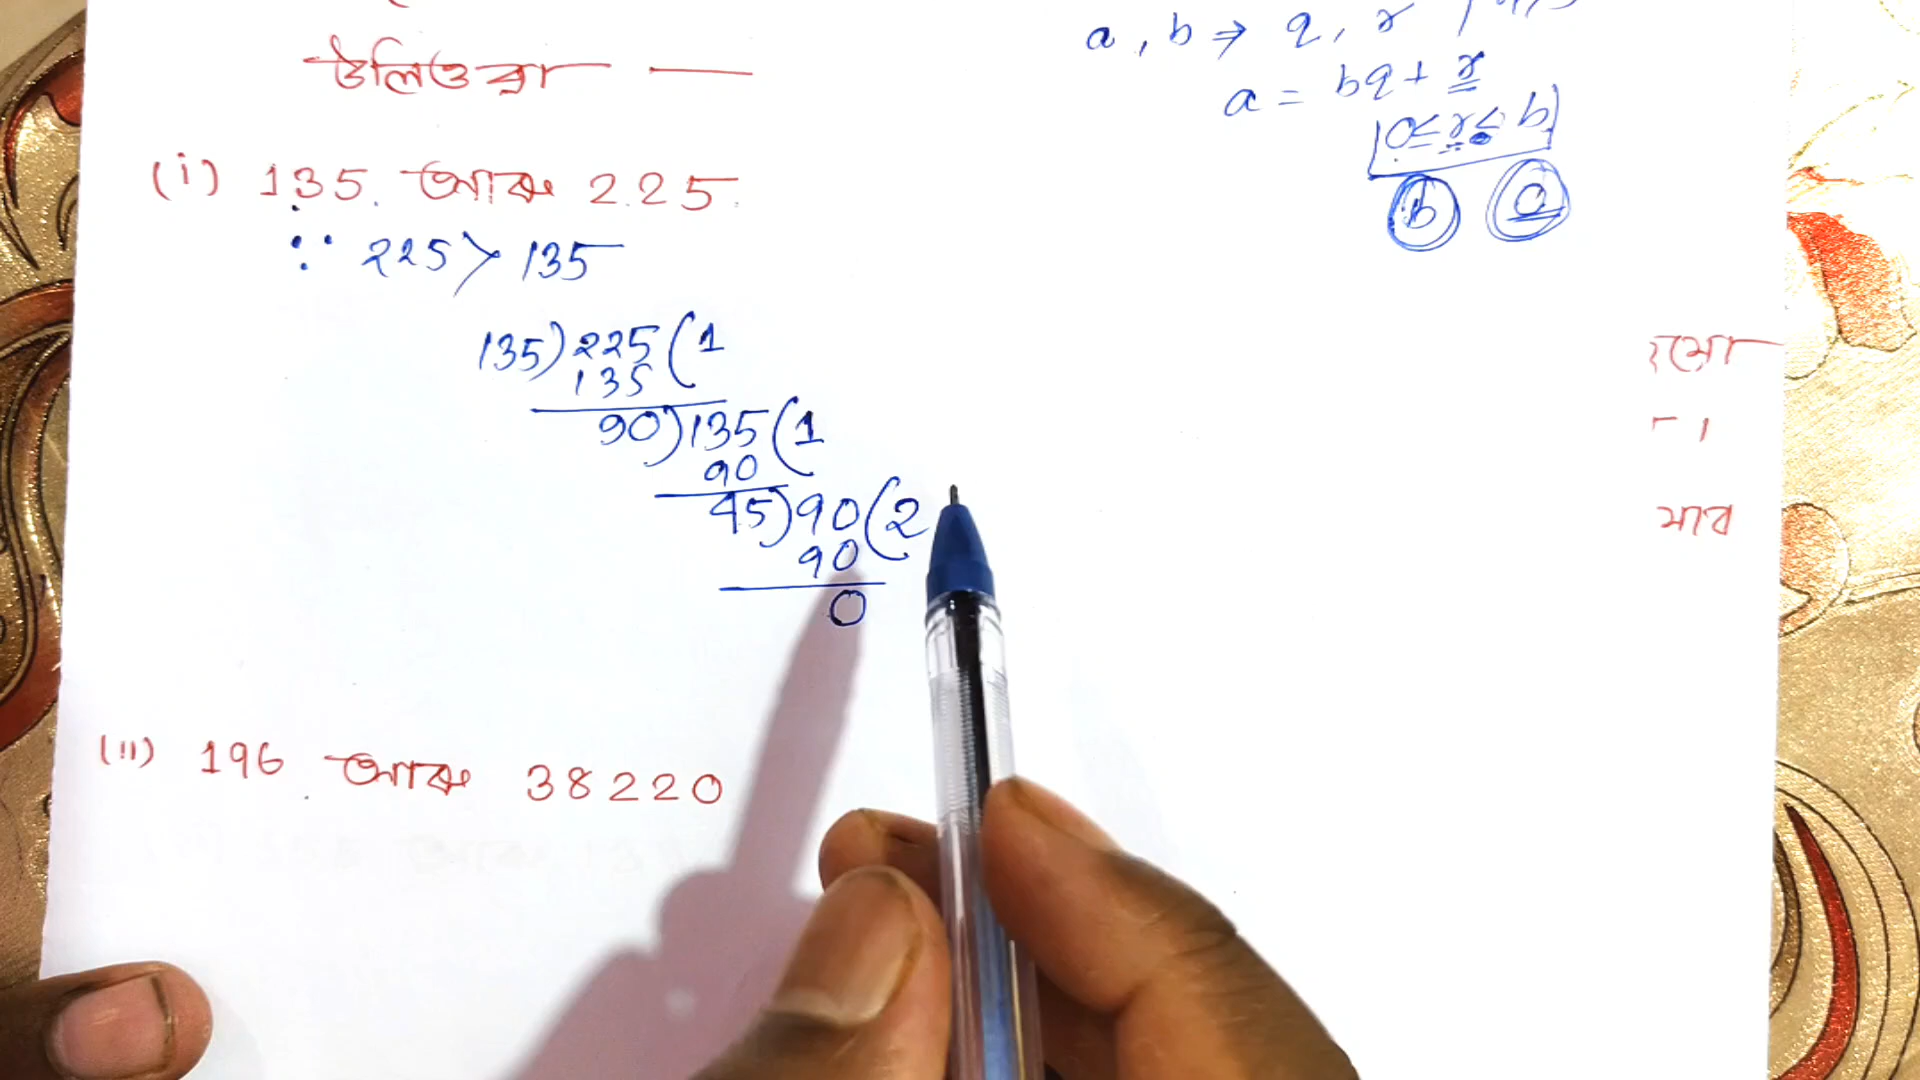 উলিওৱা —
a, b ⇒ q, r
a = bq + r
0 ≤ r < b
b 0
(i) 135 আৰু 225
∵ 225 > 135
135) 225 (1
135
90) 135 (1
90
45) 90 (2
90
0
(ii) 196 আৰু 38220